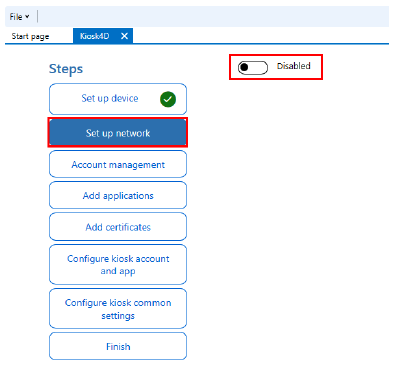 File
Start page
Kiosk4D
Steps
Disabled
Set up device
Set up network
Account management
Add applications
Add certificates
Configure kiosk account
and app
Configure kiosk common
settings
Finish